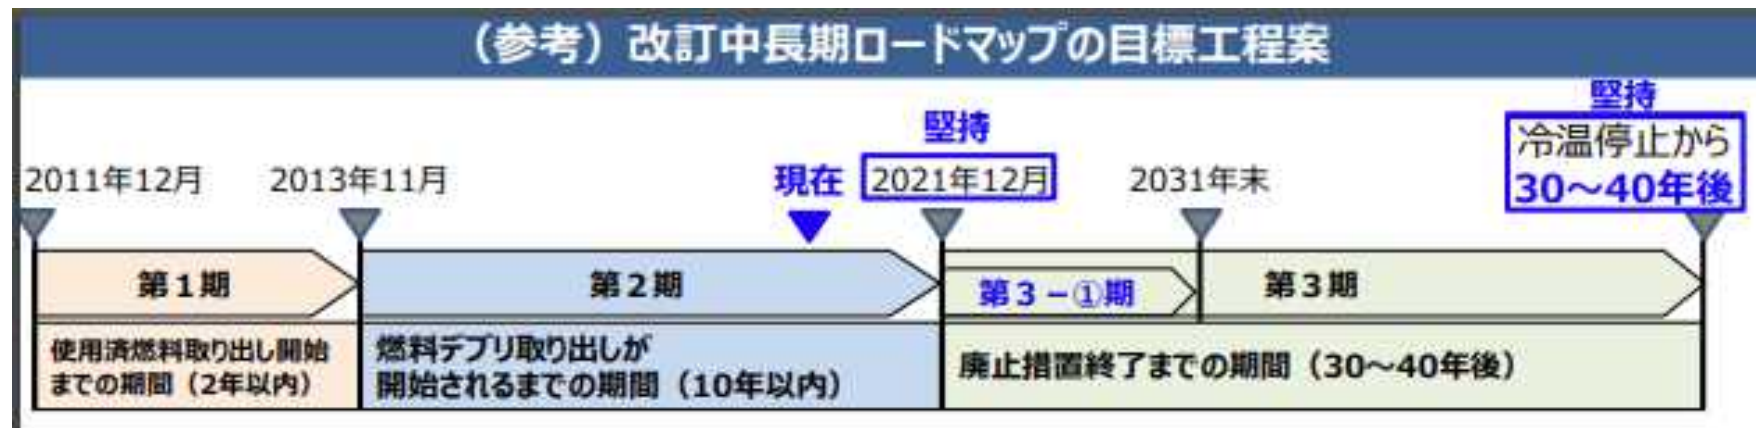 （参考）改訂中長期ロードマップの目標工程案
堅持
堅持
冷温停止から
30～40年後
2011年12月
2013年11月
現在
2021年12月
2031年末
第１期
第２期
第３－①期
第３期
使用済燃料取り出し開始
までの期間（2年以内）
燃料デブリ取り出しが
開始されるまでの期間（10年以内）
廃止措置終了までの期間（30～40年後）